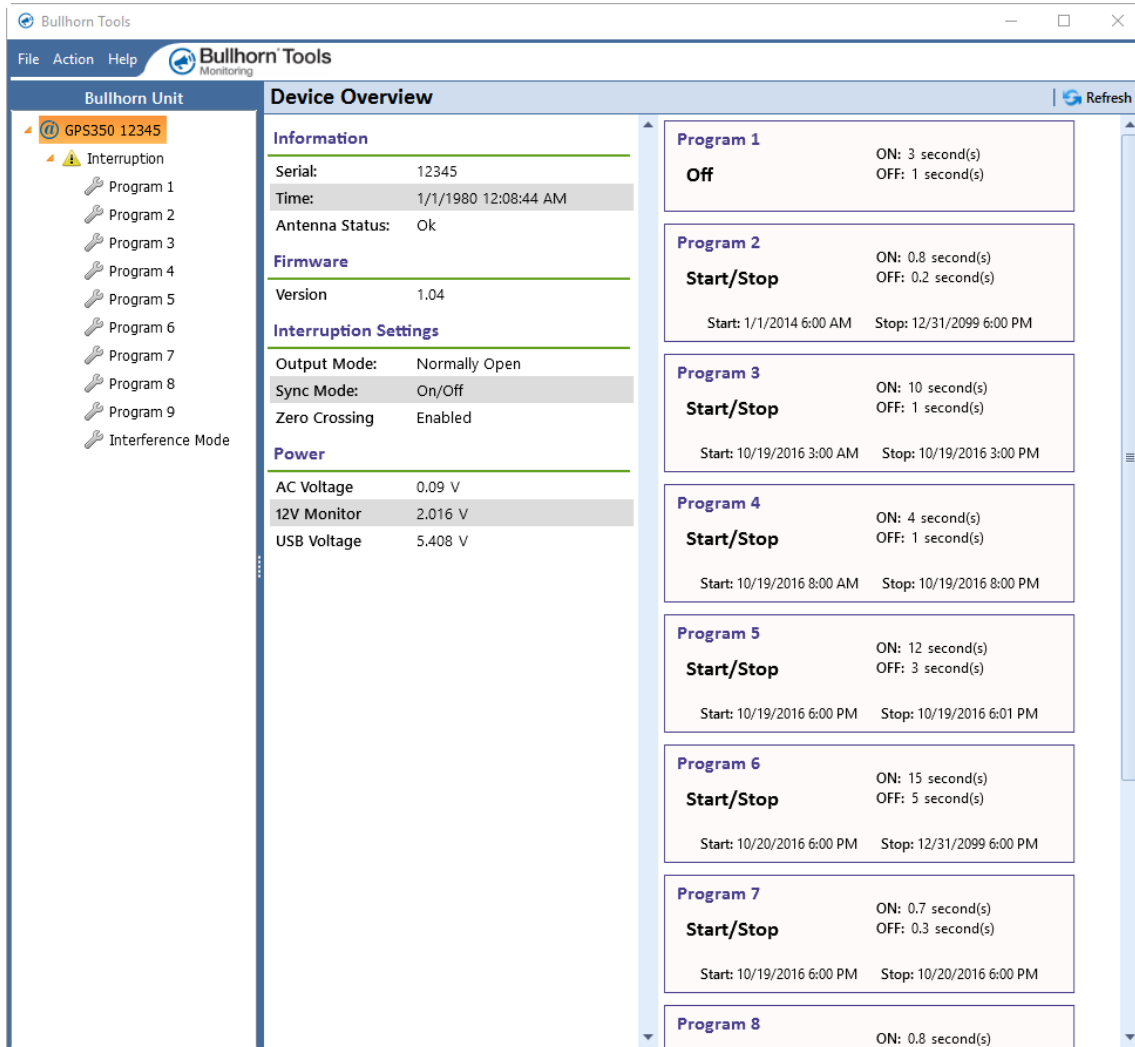 Bullhorn Tools
File Action Help
Bullhorn Tools
Monitoring
Bullhorn Unit
GPS350 12345
Interruption
Program 1
Program 2
Program 3
Program 4
Program 5
Program 6
Program 7
Program 8
Program 9
Interference Mode
Device Overview
Refresh
Information
Serial: 12345
Time: 1/1/1980 12:08:44 AM
Antenna Status: Ok
Firmware
Version 1.04
Interruption Settings
Output Mode: Normally Open
Sync Mode: On/Off
Zero Crossing Enabled
Power
AC Voltage 0.09 V
12V Monitor 2.016 V
USB Voltage 5.408 V
Program 1
Off
ON: 3 second(s)
OFF: 1 second(s)
Program 2
Start/Stop
ON: 0.8 second(s)
OFF: 0.2 second(s)
Start: 1/1/2014 6:00 AM Stop: 12/31/2099 6:00 PM
Program 3
Start/Stop
ON: 10 second(s)
OFF: 1 second(s)
Start: 10/19/2016 3:00 AM Stop: 10/19/2016 3:00 PM
Program 4
Start/Stop
ON: 4 second(s)
OFF: 1 second(s)
Start: 10/19/2016 8:00 AM Stop: 10/19/2016 8:00 PM
Program 5
Start/Stop
ON: 12 second(s)
OFF: 3 second(s)
Start: 10/19/2016 6:00 PM Stop: 10/19/2016 6:01 PM
Program 6
Start/Stop
ON: 15 second(s)
OFF: 5 second(s)
Start: 10/20/2016 6:00 PM Stop: 12/31/2099 6:00 PM
Program 7
Start/Stop
ON: 0.7 second(s)
OFF: 0.3 second(s)
Start: 10/19/2016 6:00 PM Stop: 10/20/2016 6:00 PM
Program 8
ON: 0.8 second(s)